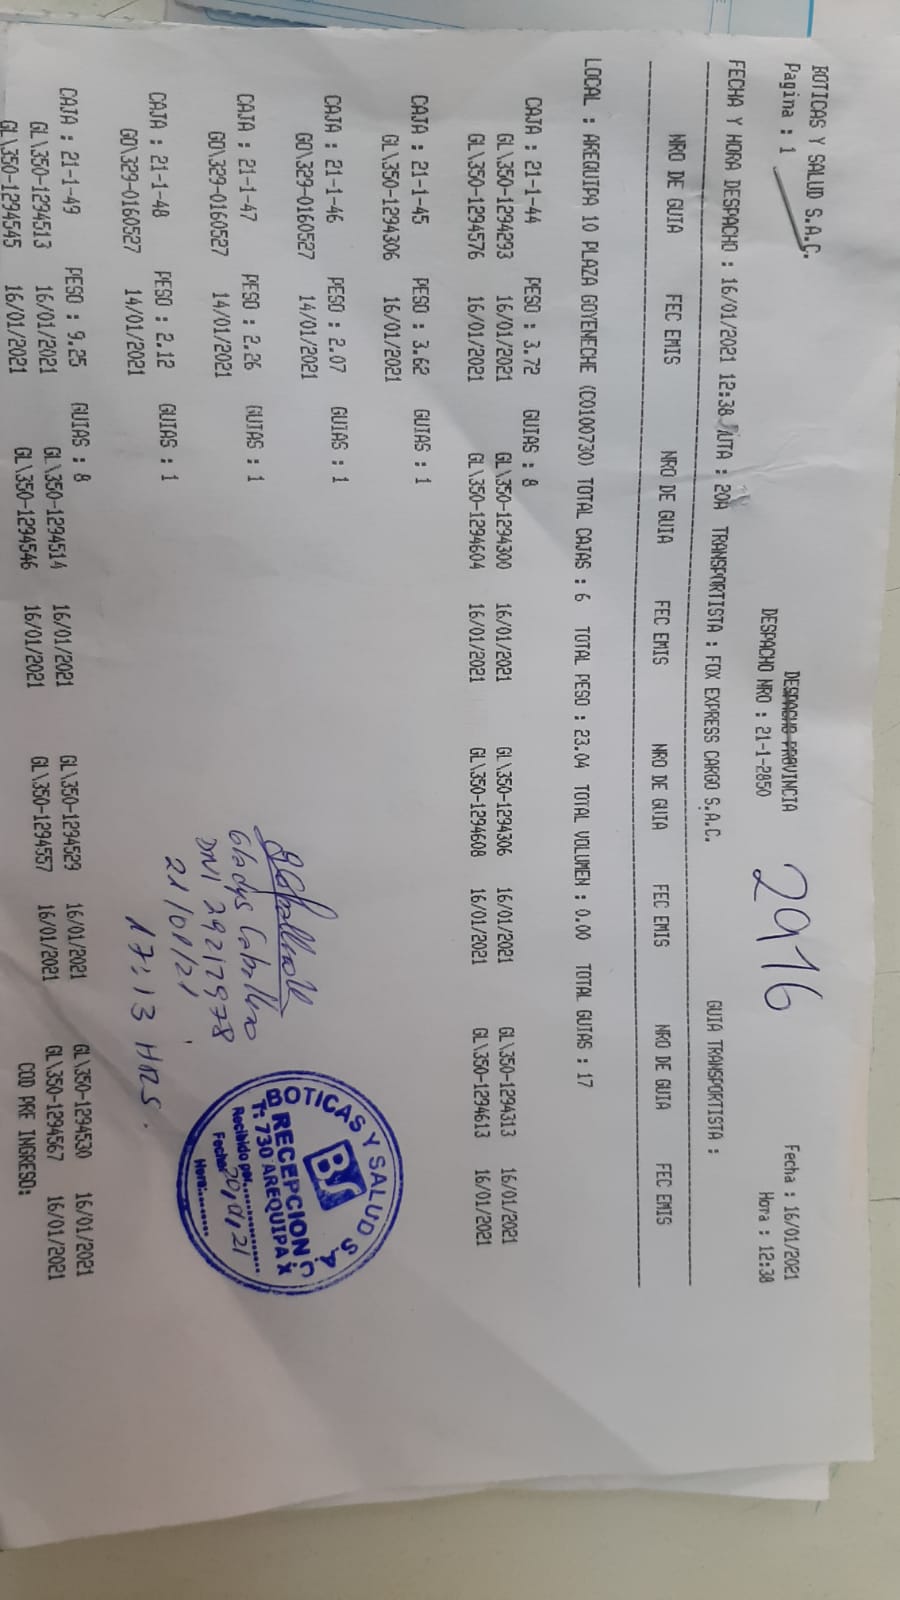 BOTICAS Y SALUD S.A.C.
Pagina : 1
DESPACHO PROVINCIA
DESPACHO NRO : 21-1-2850
2916
Fecha : 16/01/2021
Hora : 12:38
FECHA Y HORA DESPACHO : 16/01/2021 12:38 RUTA : 20A TRANSPORTISTA : FOX EXPRESS CARGO S.A.C. GUIA TRANSPORTISTA :
NRO DE GUIA FEC EMIS NRO DE GUIA FEC EMIS NRO DE GUIA FEC EMIS NRO DE GUIA FEC EMIS
LOCAL : AREQUIPA 10 PLAZA GOYENECHE (C0100730) TOTAL CAJAS : 6 TOTAL PESO : 23.04 TOTAL VOLUMEN : 0.00 TOTAL GUIAS : 17
CAJA : 21-1-44 PESO : 3.72 GUIAS : 8
GL\350-1294293 16/01/2021 GL\350-1294300 16/01/2021 GL\350-1294306 16/01/2021 GL\350-1294313 16/01/2021
GL\350-1294576 16/01/2021 GL\350-1294604 16/01/2021 GL\350-1294608 16/01/2021 GL\350-1294613 16/01/2021
CAJA : 21-1-45 PESO : 3.62 GUIAS : 1
GL\350-1294306 16/01/2021
CAJA : 21-1-46 PESO : 2.07 GUIAS : 1
GO\329-0160527 14/01/2021
CAJA : 21-1-47 PESO : 2.26 GUIAS : 1
GO\329-0160527 14/01/2021
CAJA : 21-1-48 PESO : 2.12 GUIAS : 1
GO\329-0160527 14/01/2021
CAJA : 21-1-49 PESO : 9.25 GUIAS : 8
GL\350-1294513 16/01/2021 GL\350-1294514 16/01/2021 GL\350-1294529 16/01/2021 GL\350-1294530 16/01/2021
GL\350-1294545 16/01/2021 GL\350-1294546 16/01/2021 GL\350-1294557 16/01/2021 GL\350-1294567 16/01/2021
COD PRE INGRESO:
Gladys Caballero
DNI 29217978
21/01/21
17:13 HRS.
BOTICAS Y SALUD S.A.C.
BS
RECEPCION
T: 730 AREQUIPA X
Recibido por
Fecha: 20/01/21
Hora: